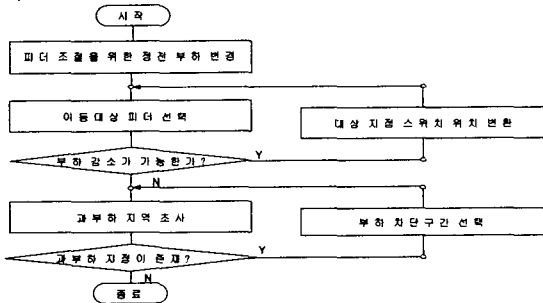 시 작
피더 조절을 위한 정전 부하 변경
이동대상 피더 선택
대상 지점 스위치 위치 변환
부하 감소가 가능한가?
Y
N
과부하 지역 조사
부하 차단구간 선택
과부하 지점이 존재?
Y
N
종료